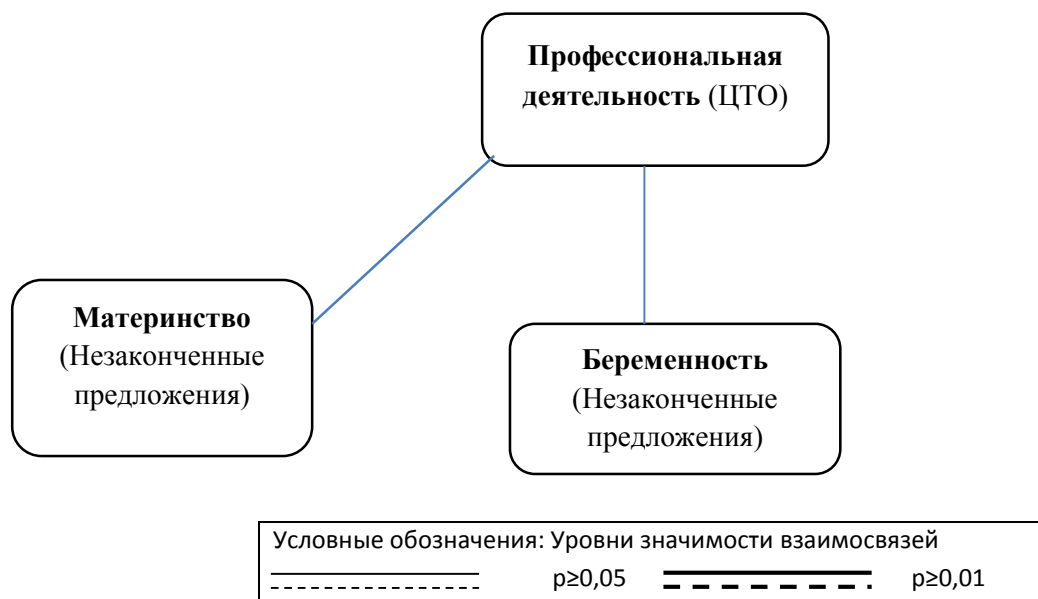 Профессиональная
деятельность (ЦТО)
Материнство
(Незаконченные
предложения)
Беременность
(Незаконченные
предложения)
Условные обозначения: Уровни значимости взаимосвязей
p≥0,05 p≥0,01